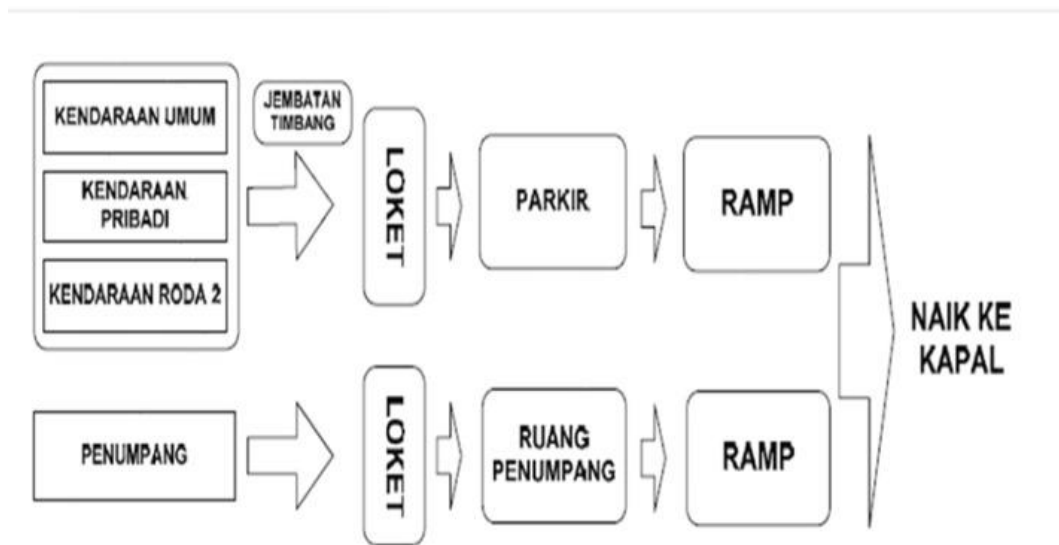 KENDARAAN UMUM
KENDARAAN
PRIBADI
KENDARAAN RODA 2
JEMBATAN
TIMBANG
LOKET
PARKIR
RAMP
PENUMPANG
LOKET
RUANG
PENUMPANG
RAMP
NAIK KE
KAPAL